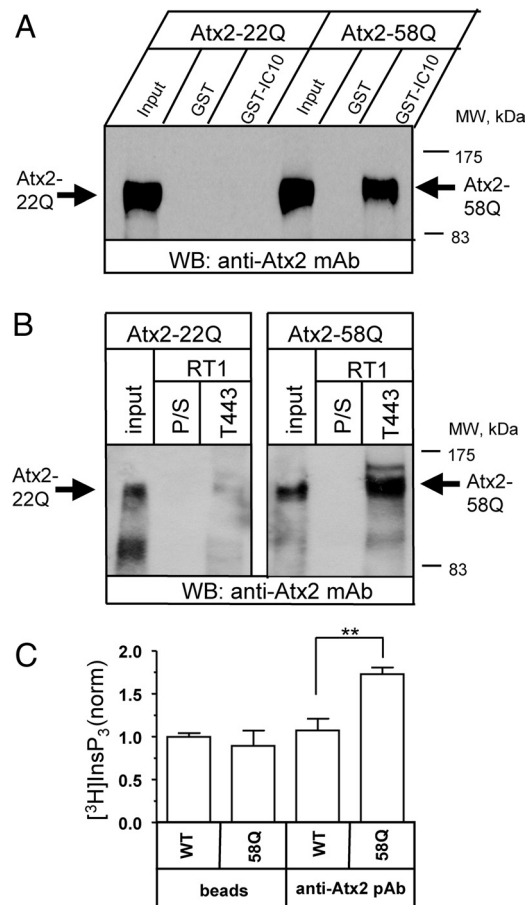 A
Atx2-22Q Atx2-58Q
Input GST GST-IC10 Input GST GST-IC10
MW, kDa
175
Atx2-
22Q
Atx2-
58Q
83
WB: anti-Atx2 mAb
B
Atx2-22Q Atx2-58Q
RT1 RT1
input P/S T443 input P/S T443
MW, kDa
175
Atx2-
22Q
Atx2-
58Q
83
WB: anti-Atx2 mAb
C
[³H]InsP₃(norm)
2.0
**
1.5
1.0
0.5
0.0
WT 58Q WT 58Q
beads anti-Atx2 pAb